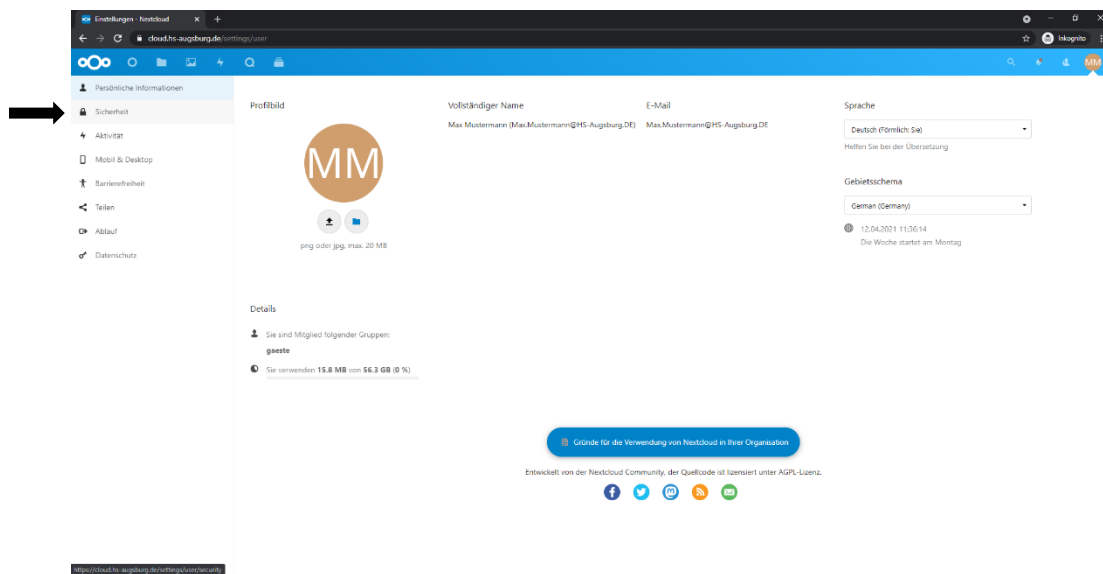 Einstellungen - Nextcloud
cloud.hs-augsburg.de/settings/user
Inkognito
MM
Persönliche Informationen
Sicherheit
Aktivität
Mobil & Desktop
Barrierefreiheit
Teilen
Ablauf
Datenschutz
Profilbild
MM
png oder jpg, max. 20 MB
Vollständiger Name
Max Mustermann (Max.Mustermann@HS-Augsburg.DE)
E-Mail
Max.Mustermann@HS-Augsburg.DE
Sprache
Deutsch (Förmlich: Sie)
Helfen Sie bei der Übersetzung
Gebietsschema
German (Germany)
12.04.2021 11:36:14
Die Woche startet am Montag
Details
Sie sind Mitglied folgender Gruppen:
gaeste
Sie verwenden 15.8 MB von 56.3 GB (0 %)
Gründe für die Verwendung von Nextcloud in Ihrer Organisation
Entwickelt von der Nextcloud Community, der Quellcode ist lizensiert unter AGPL-Lizenz.
https://cloud.hs-augsburg.de/settings/user/security